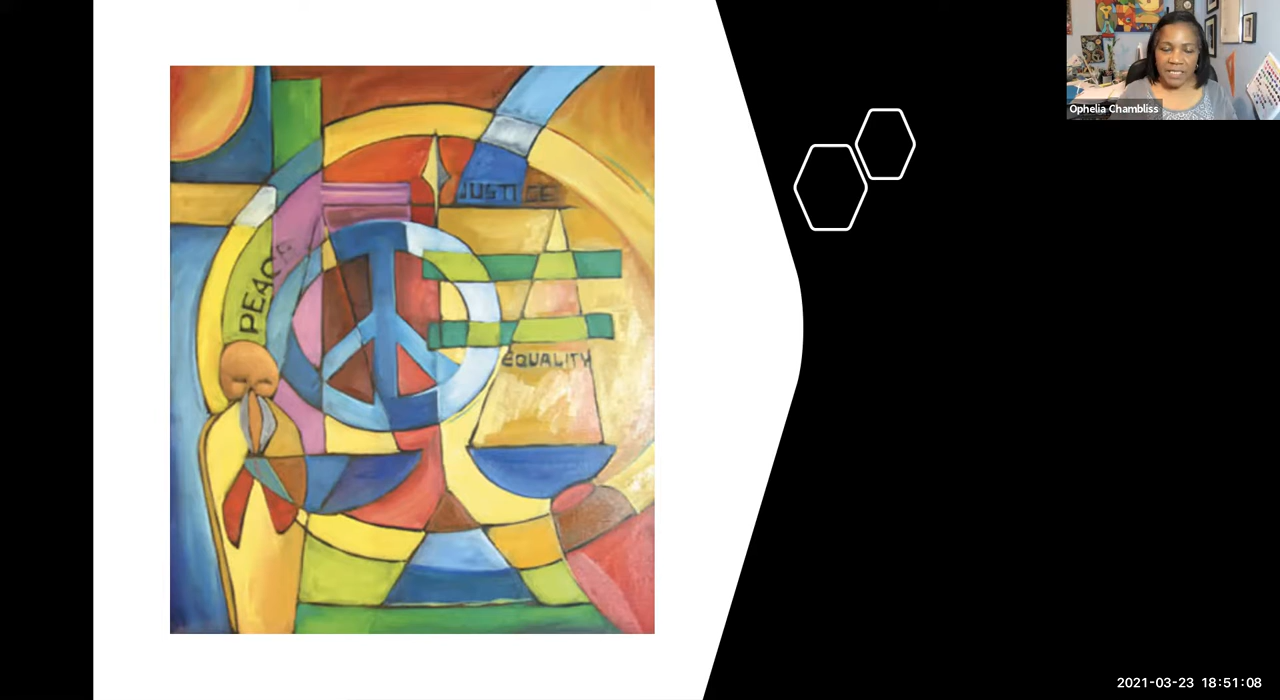 Ophelia Chambliss
JUSTICE
PEACE
EQUALITY
2021-03-23 18:51:08